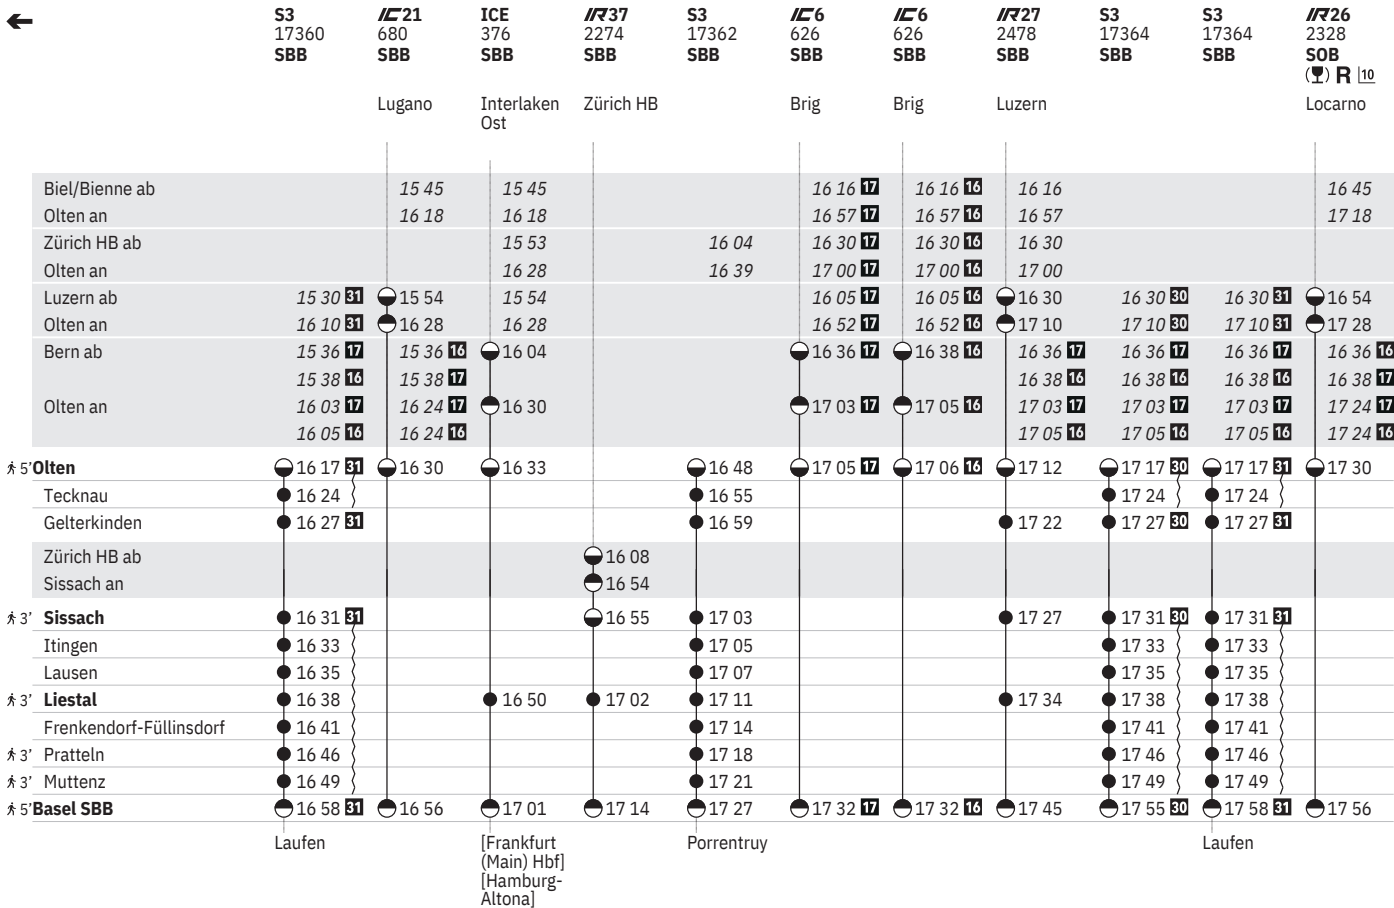 S3 IC21 ICE IR37 S3 IC6 IC6 IR27 S3 S3 IR26
17360 680 376 2274 17362 626 626 2478 17364 17364 2328
SBB SBB SBB SBB SBB SBB SBB SBB SBB SBB SOB
R 10
Lugano Interlaken Zürich HB Brig Brig Luzern Locarno
Ost
Biel/Bienne ab 15 45 15 45 16 16 17 16 16 16 16 16 16 45
Olten an 16 18 16 18 16 57 17 16 57 16 16 57 17 18
Zürich HB ab 15 53 16 04 16 30 17 16 30 16 16 30
Olten an 16 28 16 39 17 00 17 17 00 16 17 00
Luzern ab 15 30 31 15 54 15 54 16 05 17 16 05 16 16 30 16 30 30 16 30 31 16 54
Olten an 16 10 31 16 28 16 28 16 52 17 16 52 16 17 10 17 10 30 17 10 31 17 28
Bern ab 15 36 17 15 36 16 16 04 16 36 17 16 38 16 16 36 17 16 36 17 16 36 17 16 36 16
15 38 16 15 38 17 16 38 16 16 38 16 16 38 16 16 38 17
Olten an 16 03 17 16 24 17 16 30 17 03 17 17 05 16 17 03 17 17 03 17 17 03 17 17 24 17
16 05 16 16 24 16 17 05 16 17 05 16 17 05 16 17 24 16
5' Olten 16 17 31 16 30 16 33 16 48 17 05 17 17 06 16 17 12 17 17 30 17 17 31 17 30
Tecknau 16 24 16 55 17 24 17 24
Gelterkinden 16 27 31 16 59 17 22 17 27 30 17 27 31
Zürich HB ab 16 08
Sissach an 16 54
3' Sissach 16 31 31 16 55 17 03 17 27 17 31 30 17 31 31
Itingen 16 33 17 05 17 33 17 33
Lausen 16 35 17 07 17 35 17 35
3' Liestal 16 38 16 50 17 02 17 11 17 34 17 38 17 38
Frenkendorf-Füllinsdorf 16 41 17 14 17 41 17 41
3' Pratteln 16 46 17 18 17 46 17 46
3' Muttenz 16 49 17 21 17 49 17 49
5' Basel SBB 16 58 31 16 56 17 01 17 14 17 27 17 32 17 17 32 16 17 45 17 55 30 17 58 31 17 56
Laufen [Frankfurt Porrentruy Laufen
(Main) Hbf]
[Hamburg-
Altona]